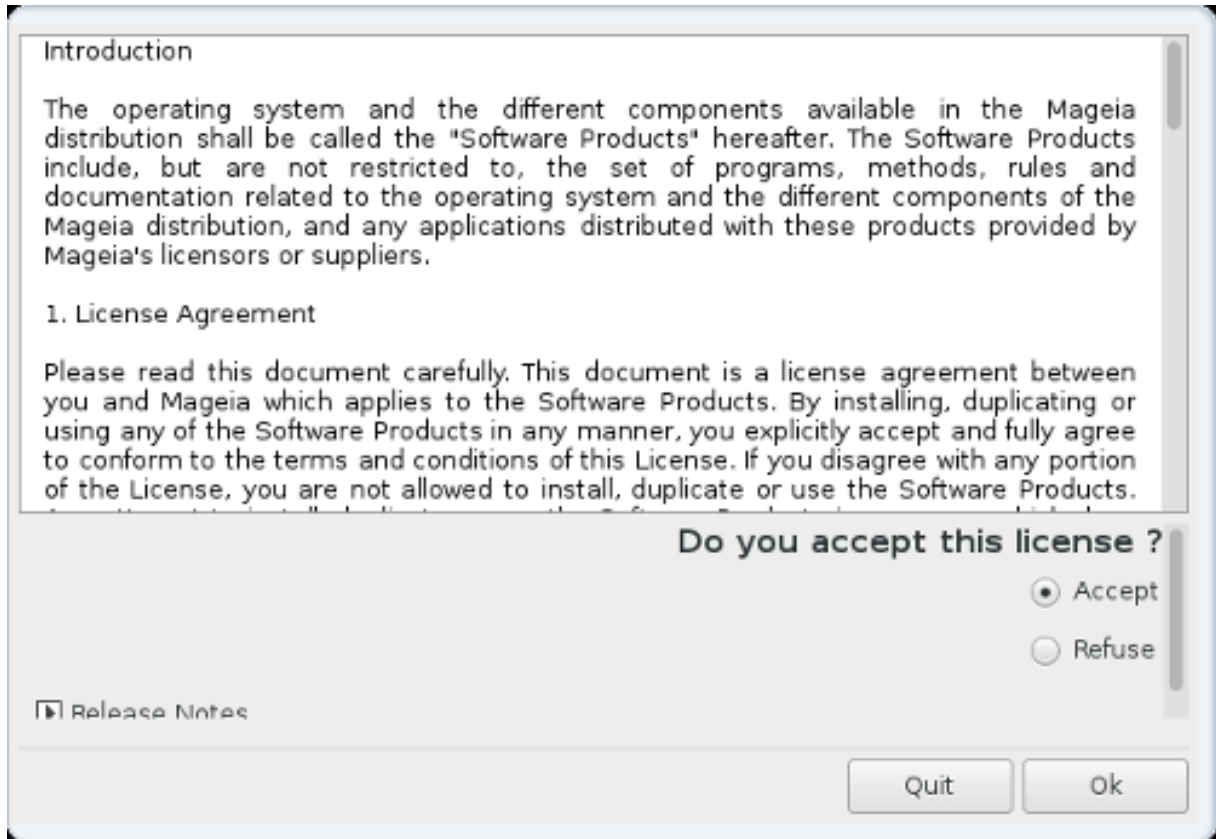 Introduction
The operating system and the different components available in the Mageia
distribution shall be called the "Software Products" hereafter. The Software Products
include, but are not restricted to, the set of programs, methods, rules and
documentation related to the operating system and the different components of the
Mageia distribution, and any applications distributed with these products provided by
Mageia's licensors or suppliers.
1. License Agreement
Please read this document carefully. This document is a license agreement between
you and Mageia which applies to the Software Products. By installing, duplicating or
using any of the Software Products in any manner, you explicitly accept and fully agree
to conform to the terms and conditions of this License. If you disagree with any portion
of the License, you are not allowed to install, duplicate or use the Software Products.
Do you accept this license ?
Accept
Refuse
Release Notes
Quit
Ok